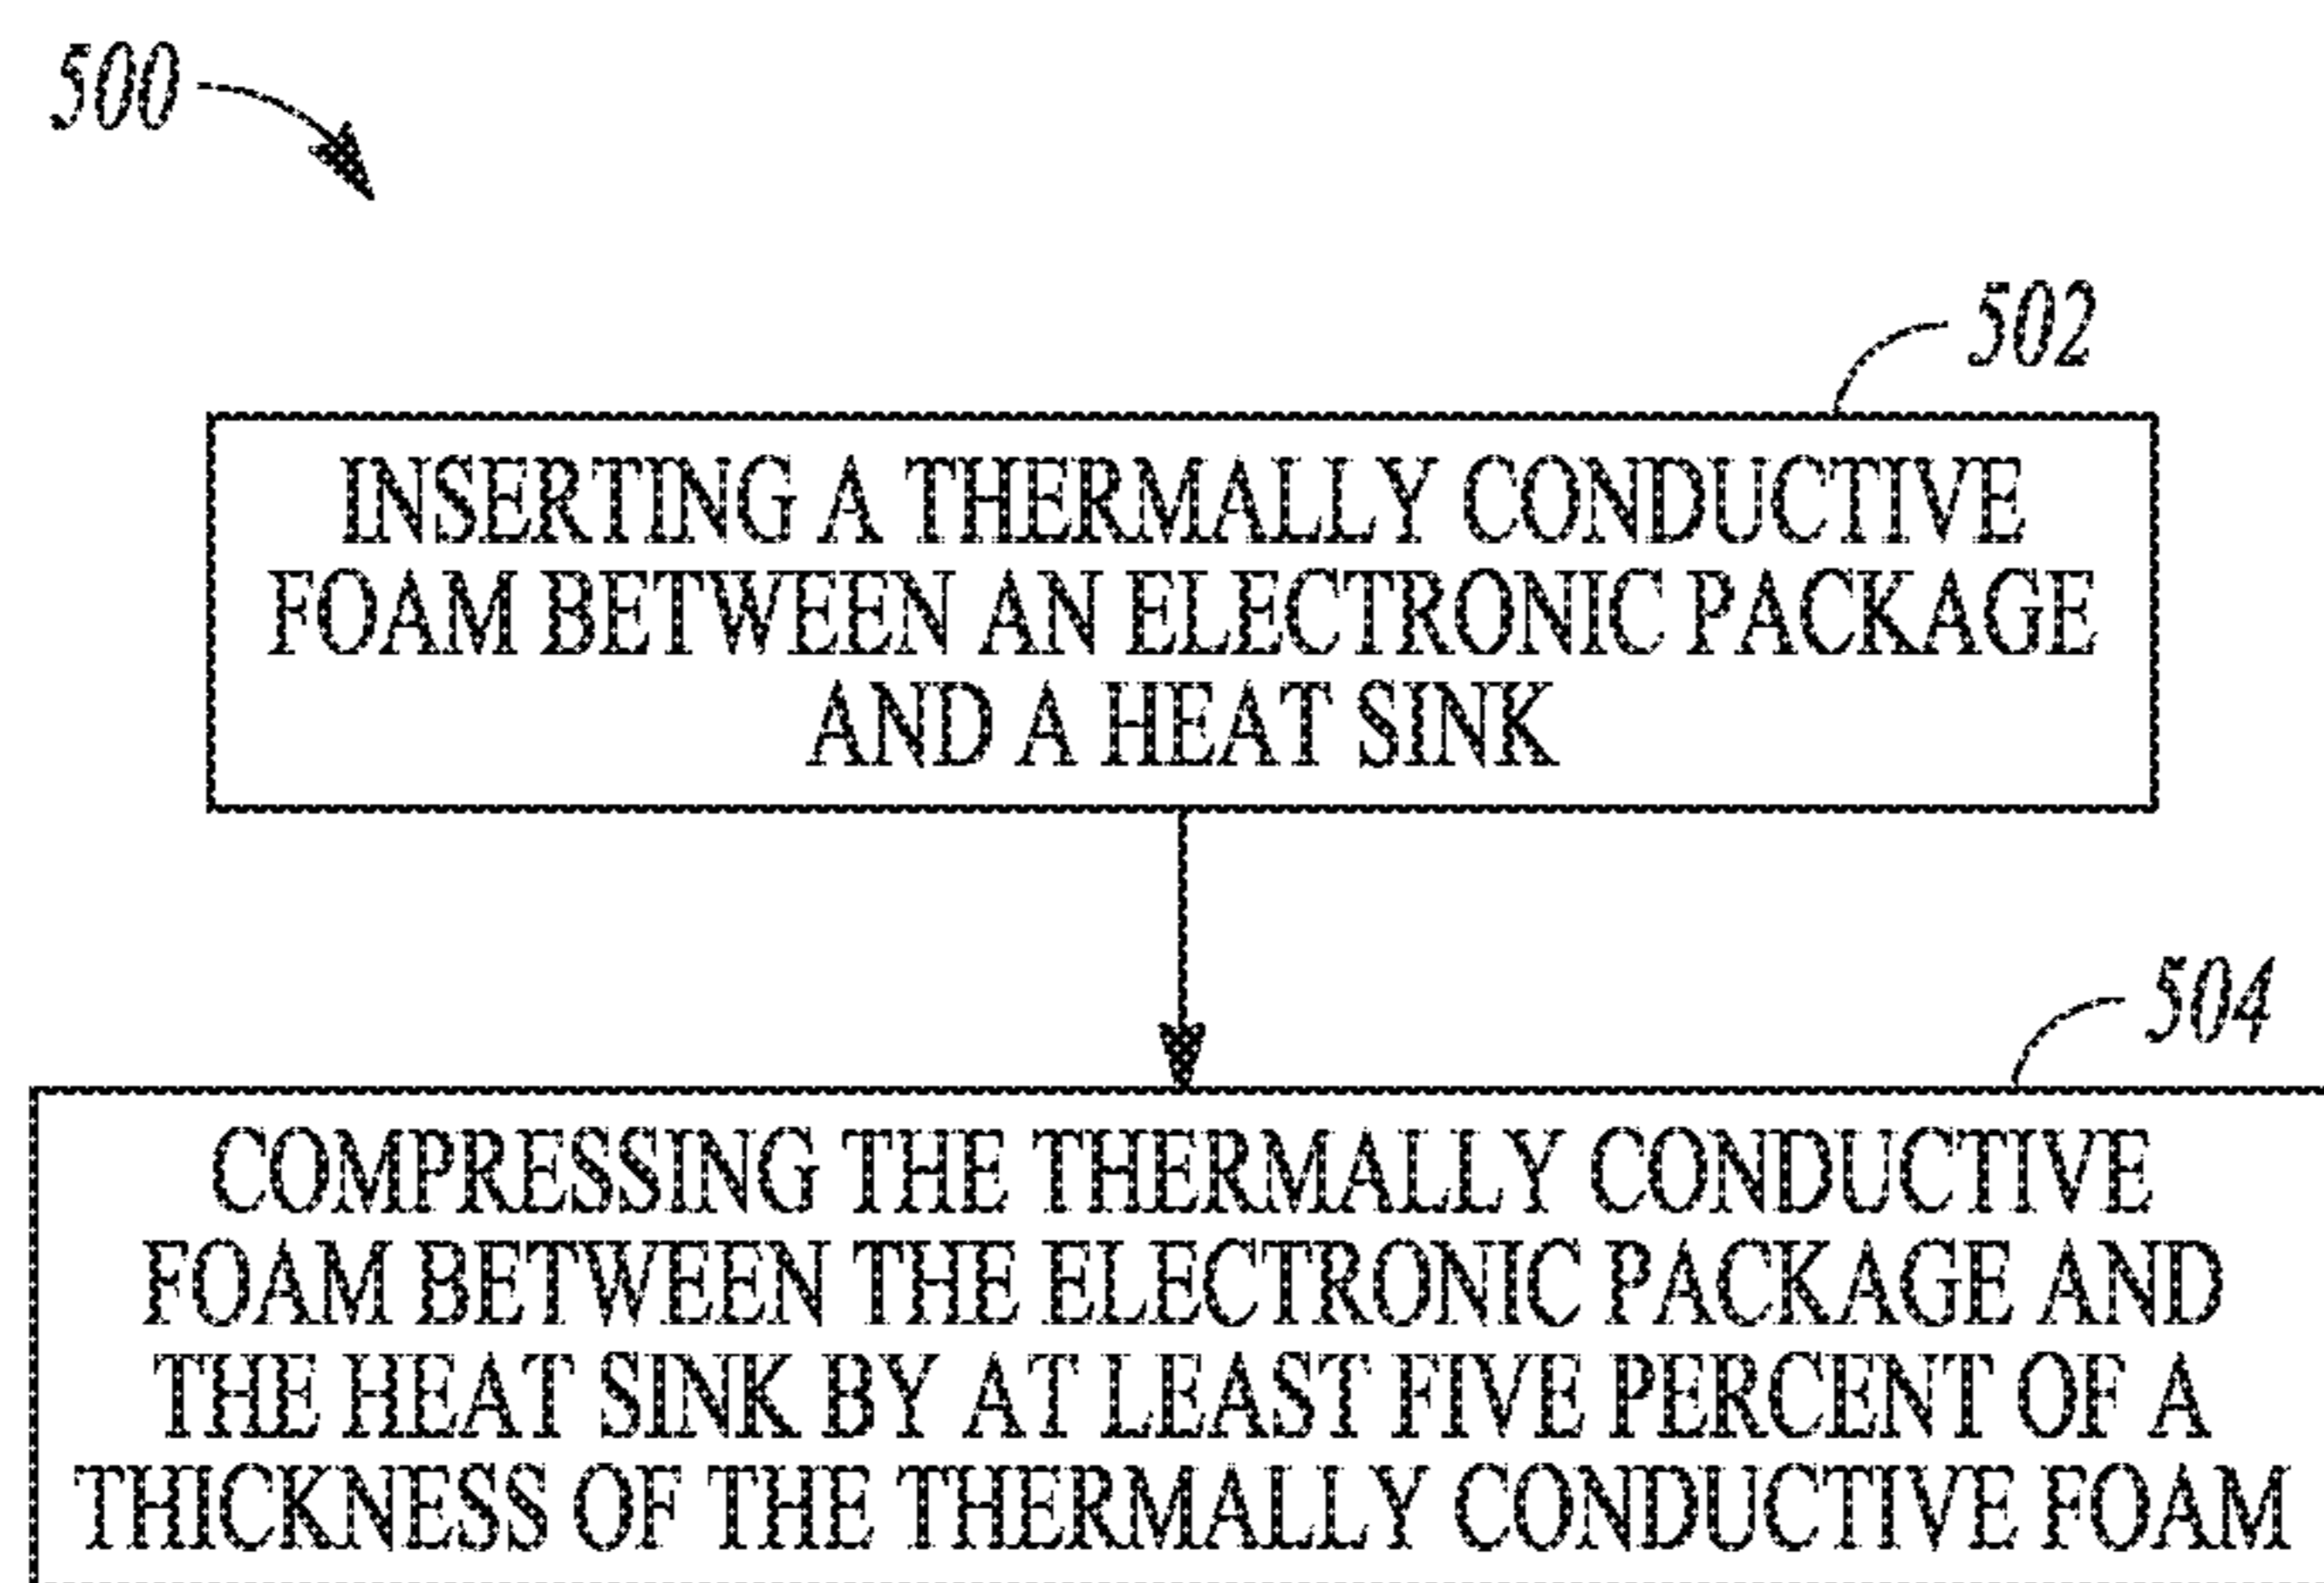 500
502
INSERTING A THERMALLY CONDUCTIVE
FOAM BETWEEN AN ELECTRONIC PACKAGE
AND A HEAT SINK
504
COMPRESSING THE THERMALLY CONDUCTIVE
FOAM BETWEEN THE ELECTRONIC PACKAGE AND
THE HEAT SINK BY AT LEAST FIVE PERCENT OF A
THICKNESS OF THE THERMALLY CONDUCTIVE FOAM